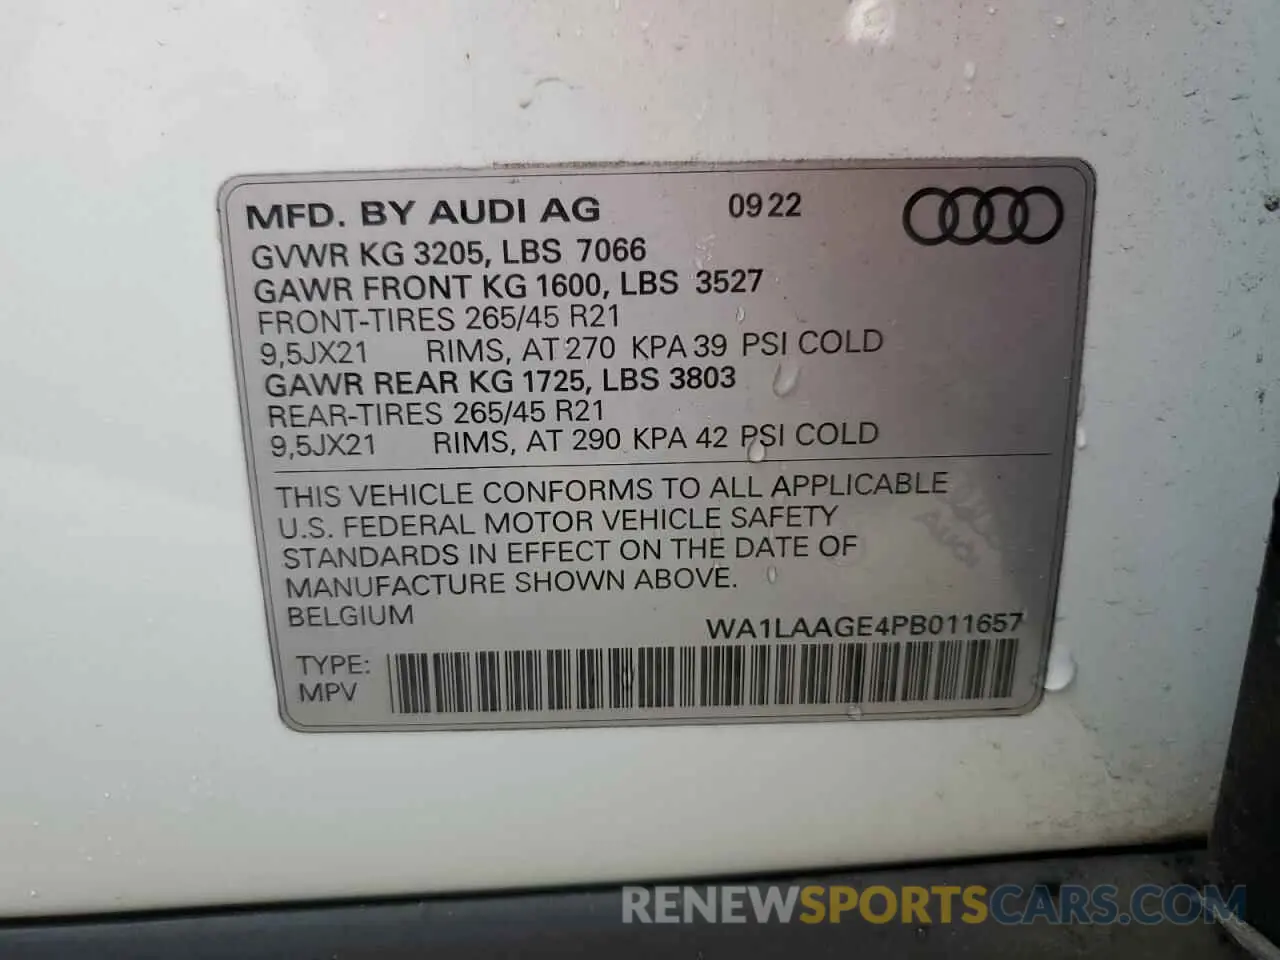 MFD. BY AUDI AG 09 22
GVWR KG 3205, LBS 7066
GAWR FRONT KG 1600, LBS 3527
FRONT-TIRES 265/45 R21
9,5JX21 RIMS, AT 270 KPA 39 PSI COLD
GAWR REAR KG 1725, LBS 3803
REAR-TIRES 265/45 R21
9,5JX21 RIMS, AT 290 KPA 42 PSI COLD
THIS VEHICLE CONFORMS TO ALL APPLICABLE
U.S. FEDERAL MOTOR VEHICLE SAFETY
STANDARDS IN EFFECT ON THE DATE OF
MANUFACTURE SHOWN ABOVE.
BELGIUM
WA1LAAGE4PB011657
TYPE:
MPV
Audi
RENEWSPORTSCARS.COM